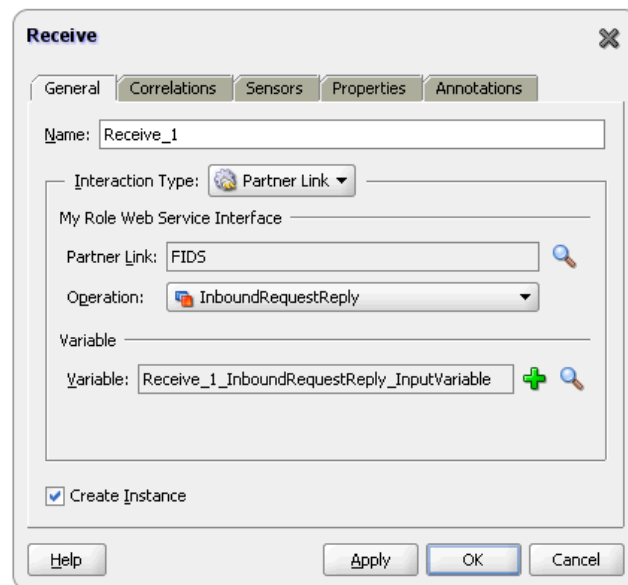 Receive
General Correlations Sensors Properties Annotations
Name: Receive_1
Interaction Type: Partner Link
My Role Web Service Interface
Partner Link: FIDS
Operation: InboundRequestReply
Variable
Variable: Receive_1_InboundRequestReply_InputVariable
Create Instance
Help Apply OK Cancel